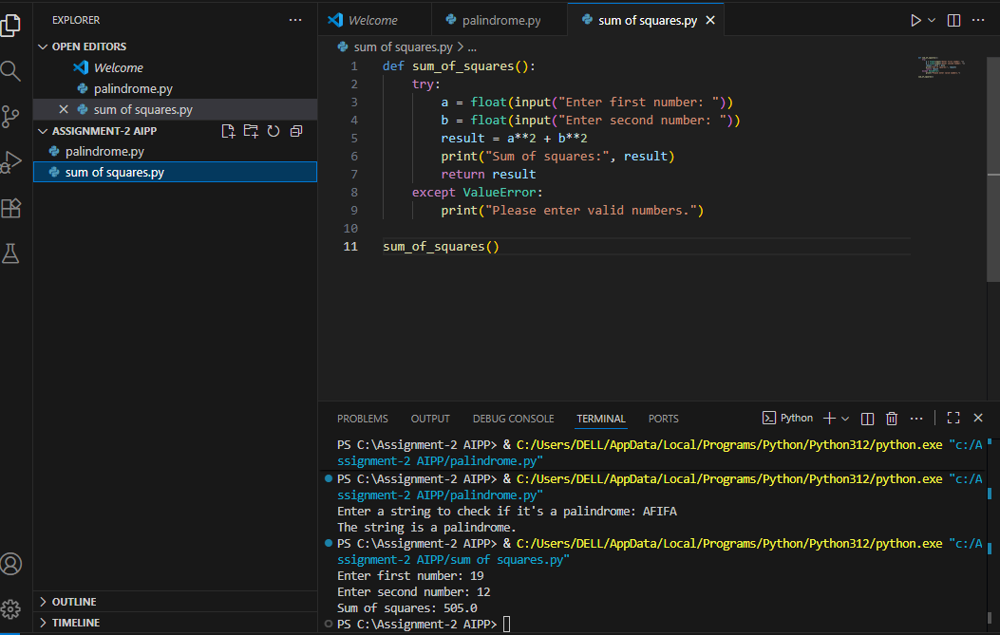 EXPLORER
OPEN EDITORS
Welcome
palindrome.py
sum of squares.py
ASSIGNMENT-2 AIPP
palindrome.py
sum of squares.py
OUTLINE
TIMELINE
Welcome palindrome.py sum of squares.py
sum of squares.py > ...
1 def sum_of_squares():
2 try:
3 a = float(input("Enter first number: "))
4 b = float(input("Enter second number: "))
5 result = a**2 + b**2
6 print("Sum of squares:", result)
7 return result
8 except ValueError:
9 print("Please enter valid numbers.")
10
11 sum_of_squares()
PROBLEMS OUTPUT DEBUG CONSOLE TERMINAL PORTS Python
PS C:\Assignment-2 AIPP> & C:/Users/DELL/AppData/Local/Programs/Python/Python312/python.exe "c:/A
ssignment-2 AIPP/palindrome.py"
PS C:\Assignment-2 AIPP> & C:/Users/DELL/AppData/Local/Programs/Python/Python312/python.exe "c:/A
ssignment-2 AIPP/palindrome.py"
Enter a string to check if it's a palindrome: AFIFA
The string is a palindrome.
PS C:\Assignment-2 AIPP> & C:/Users/DELL/AppData/Local/Programs/Python/Python312/python.exe "c:/A
ssignment-2 AIPP/sum of squares.py"
Enter first number: 19
Enter second number: 12
Sum of squares: 505.0
PS C:\Assignment-2 AIPP>